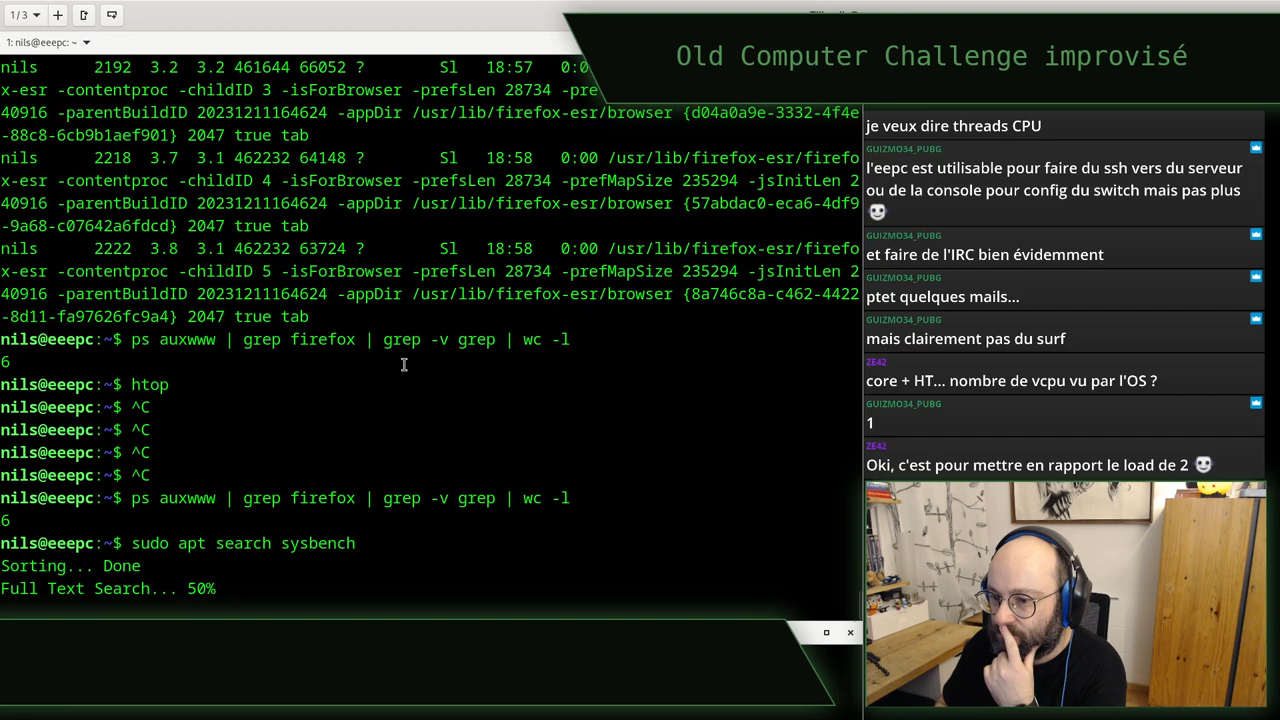 1/3
1: nils@eeepc: ~
Old Computer Challenge improvisé
nils      2192  3.2  3.2 461644 66052 ?        Sl   18:57   0:0
x-esr -contentproc -childID 3 -isForBrowser -prefsLen 28734 -pre
40916 -parentBuildID 20231211164624 -appDir /usr/lib/firefox-esr/browser {d04a0a9e-3332-4f4e
-88c8-6cb9b1aef901} 2047 true tab
nils      2218  3.7  3.1 462232 64148 ?        Sl   18:58   0:00 /usr/lib/firefox-esr/firefo
x-esr -contentproc -childID 4 -isForBrowser -prefsLen 28734 -prefMapSize 235294 -jsInitLen 2
40916 -parentBuildID 20231211164624 -appDir /usr/lib/firefox-esr/browser {57abdac0-eca6-4df9
-9a68-c07642a6fdcd} 2047 true tab
nils      2222  3.8  3.1 462232 63724 ?        Sl   18:58   0:00 /usr/lib/firefox-esr/firefo
x-esr -contentproc -childID 5 -isForBrowser -prefsLen 28734 -prefMapSize 235294 -jsInitLen 2
40916 -parentBuildID 20231211164624 -appDir /usr/lib/firefox-esr/browser {8a746c8a-c462-4422
-8d11-fa97626fc9a4} 2047 true tab
nils@eeepc:~$ ps auxwww | grep firefox | grep -v grep | wc -l
6
nils@eeepc:~$ htop
nils@eeepc:~$ ^C
nils@eeepc:~$ ^C
nils@eeepc:~$ ^C
nils@eeepc:~$ ^C
nils@eeepc:~$ ps auxwww | grep firefox | grep -v grep | wc -l
6
nils@eeepc:~$ sudo apt search sysbench
Sorting... Done
Full Text Search... 50%
je veux dire threads CPU
GUIZMO34_PUBG
l'eepc est utilisable pour faire du ssh vers du serveur
ou de la console pour config du switch mais pas plus
GUIZMO34_PUBG
et faire de l'IRC bien évidemment
GUIZMO34_PUBG
ptet quelques mails...
GUIZMO34_PUBG
mais clairement pas du surf
ZE42
core + HT... nombre de vcpu vu par l'OS ?
GUIZMO34_PUBG
1
ZE42
Oki, c'est pour mettre en rapport le load de 2